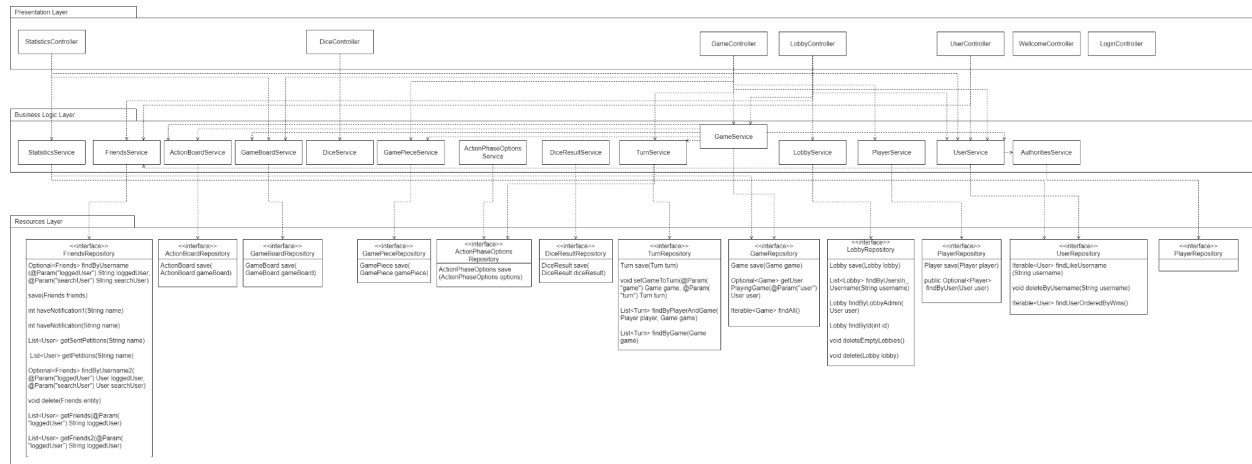 Presentation Layer
StatisticsController
DiceController
GameController
LobbyController
UserController
WellcomeController
LoginController
Business Logic Layer
GameService
StatisticsService
FriendsService
ActionBoardService
GameBoardService
DiceService
GamePieceService
ActionPhaseOptions
Service
DiceResultService
TurnService
LobbyService
PlayerService
UserService
AuthoritiesService
Resources Layer
<<interface>>
FriendsRepository
Optional<Friends> findByUsername
(@Param("loggedUser") String loggedUser,
@Param("searchUser") String searchUser)
save(Friends friends)
int haveNotification1(String name)
int haveNotification(String name)
List<User> getSentPetitions(String name)
List<User> getPetitions(String name)
Optional<Friends> findByUsername2(
@Param("loggedUser") User loggedUser,
@Param("searchUser") User searchUser)
void delete(Friends entity)
List<User> getFriends(@Param(
"loggedUser") String loggedUser)
List<User> getFriends2(@Param(
"loggedUser") String loggedUser)
<<interface>>
ActionBoardRepository
ActionBoard save(
ActionBoard gameBoard)
<<interface>>
GameBoardRepository
GameBoard save(
GameBoard gameBoard)
<<interface>>
GamePieceRepository
GamePiece save(
GamePiece gamePiece)
<<interface>>
ActionPhaseOptions
Repository
ActionPhaseOptions save
(ActionPhaseOptions options)
<<interface>>
DiceResultRepository
DiceResult save(
DiceResult diceResult)
<<interface>>
TurnRepository
Turn save(Turn turn)
void setGameToTurn(@Param(
"game") Game game, @Param(
"turn") Turn turn)
List<Turn> findByPlayerAndGame(
Player player, Game game)
List<Turn> findByGame(Game
game)
<<interface>>
GameRepository
Game save(Game game)
Optional<Game> getUser
PlayingGame(@Param("user")
User user)
Iterable<Game> findAll()
<<interface>>
LobbyRepository
Lobby save(Lobby lobby)
List<Lobby> findByUsersIn_
Username(String username)
Lobby findByLobbyAdmin(
User user)
Lobby findById(int id)
void deleteEmptyLobbies()
void delete(Lobby lobby)
<<interface>>
PlayerRepository
Player save(Player player)
public Optional<Player>
findByUser(User user)
<<interface>>
UserRepository
Iterable<User> findLikeUsername
(String username)
void deleteByUsername(String username)
Iterable<User> findUserOrderedByWins()
<<interface>>
PlayerRepository